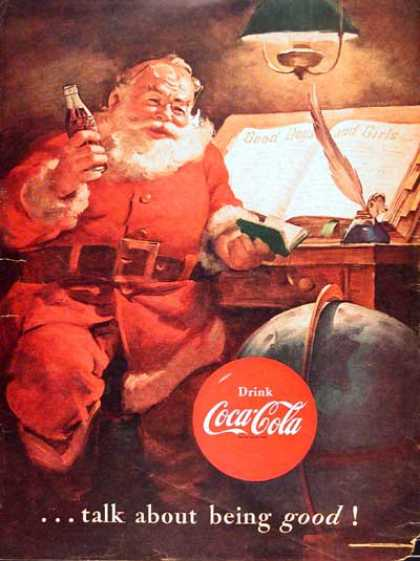 Good Boys and Girls
Drink
Coca-Cola
...talk about being good!